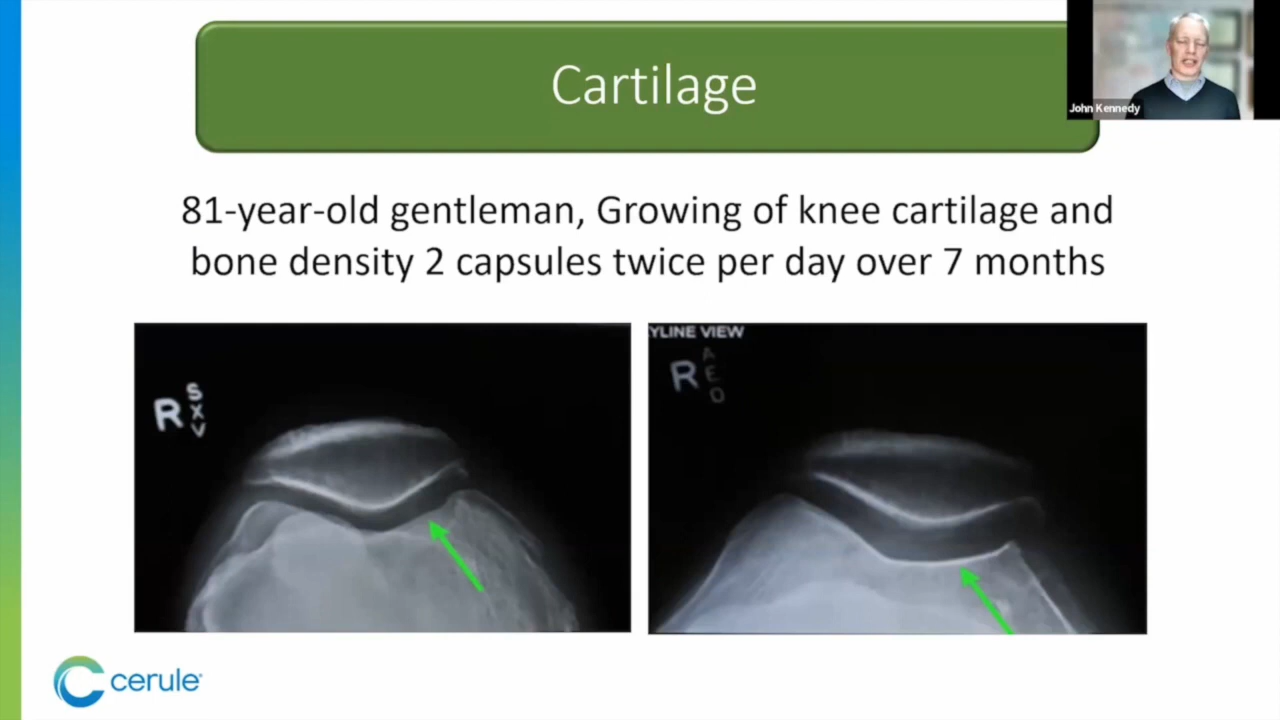 Cartilage
John Kennedy
81-year-old gentleman, Growing of knee cartilage and
bone density 2 capsules twice per day over 7 months
R
S
X
V
YLINE VIEW
R
A
E
D
cerule